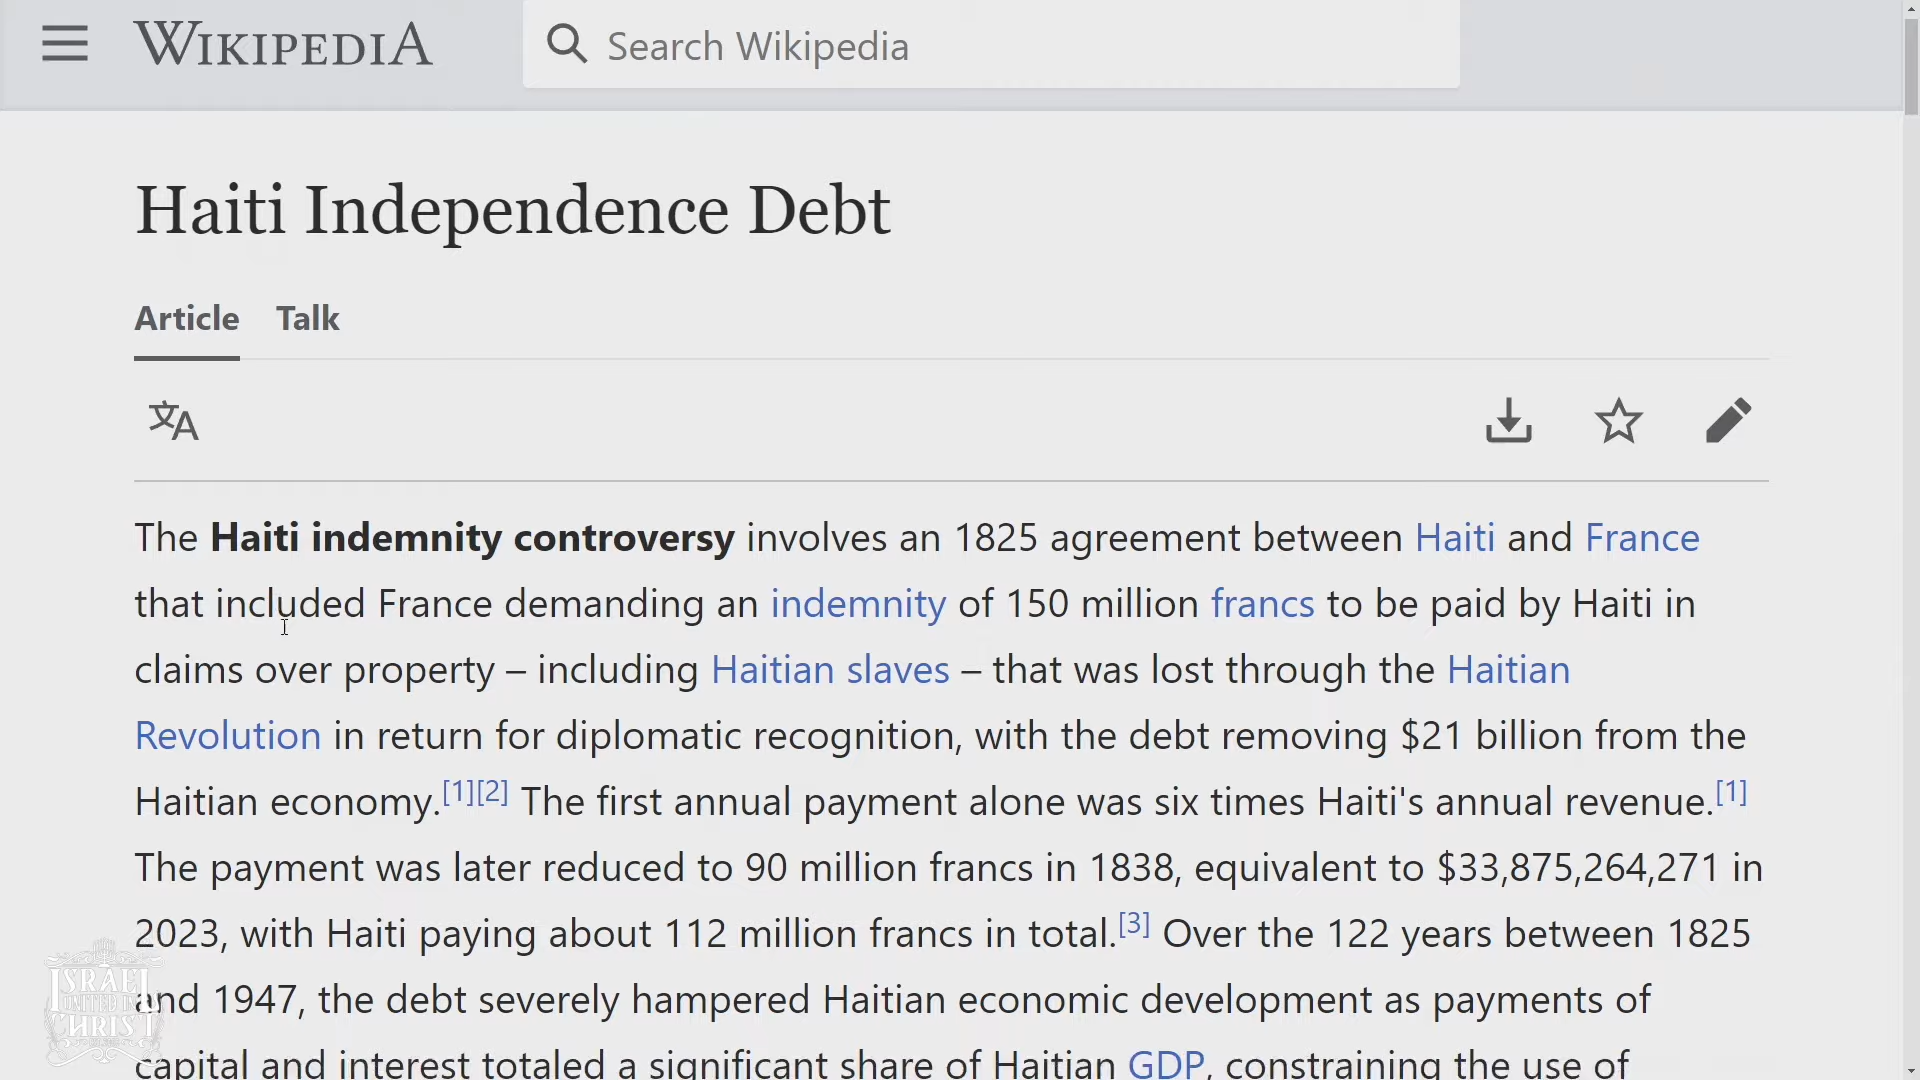 WIKIPEDIA
Search Wikipedia
Haiti Independence Debt
Article Talk
The Haiti indemnity controversy involves an 1825 agreement between Haiti and France
that included France demanding an indemnity of 150 million francs to be paid by Haiti in
claims over property – including Haitian slaves – that was lost through the Haitian
Revolution in return for diplomatic recognition, with the debt removing $21 billion from the
Haitian economy.[1][2] The first annual payment alone was six times Haiti's annual revenue.[1]
The payment was later reduced to 90 million francs in 1838, equivalent to $33,875,264,271 in
2023, with Haiti paying about 112 million francs in total.[3] Over the 122 years between 1825
and 1947, the debt severely hampered Haitian economic development as payments of
capital and interest totaled a significant share of Haitian GDP, constraining the use of
ISRAEL
UNITED IN
CHRIST